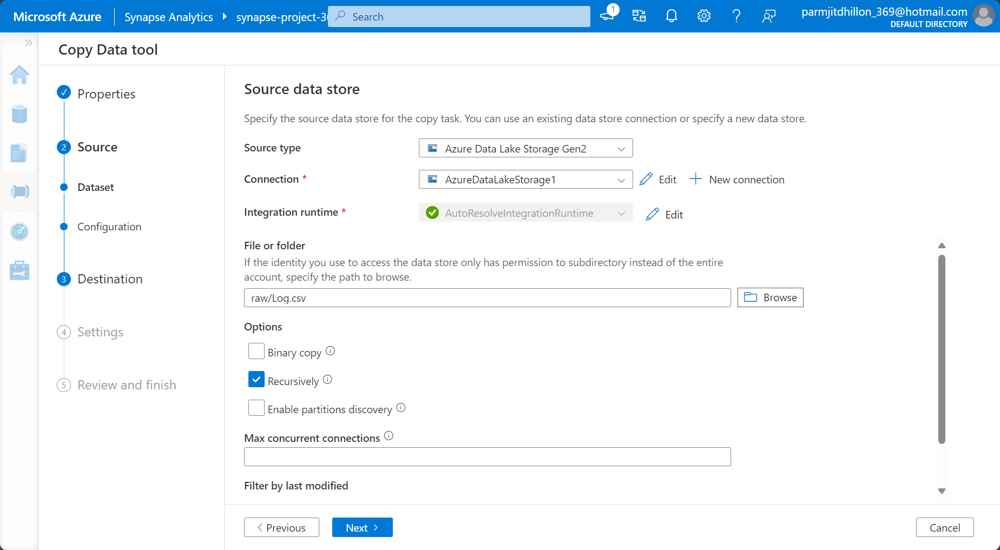 Microsoft Azure
Synapse Analytics
synapse-project-3
Search
1
parmjitdhillon_369@hotmail.com
DEFAULT DIRECTORY
Copy Data tool
Properties
2 Source
Dataset
Configuration
3 Destination
4 Settings
5 Review and finish
Source data store
Specify the source data store for the copy task. You can use an existing data store connection or specify a new data store.
Source type
Azure Data Lake Storage Gen2
Connection *
AzureDataLakeStorage1
Edit
New connection
Integration runtime *
AutoResolveIntegrationRuntime
Edit
File or folder
If the identity you use to access the data store only has permission to subdirectory instead of the entire
account, specify the path to browse.
raw/Log.csv
Browse
Options
Binary copy
Recursively
Enable partitions discovery
Max concurrent connections
Filter by last modified
Previous
Next
Cancel